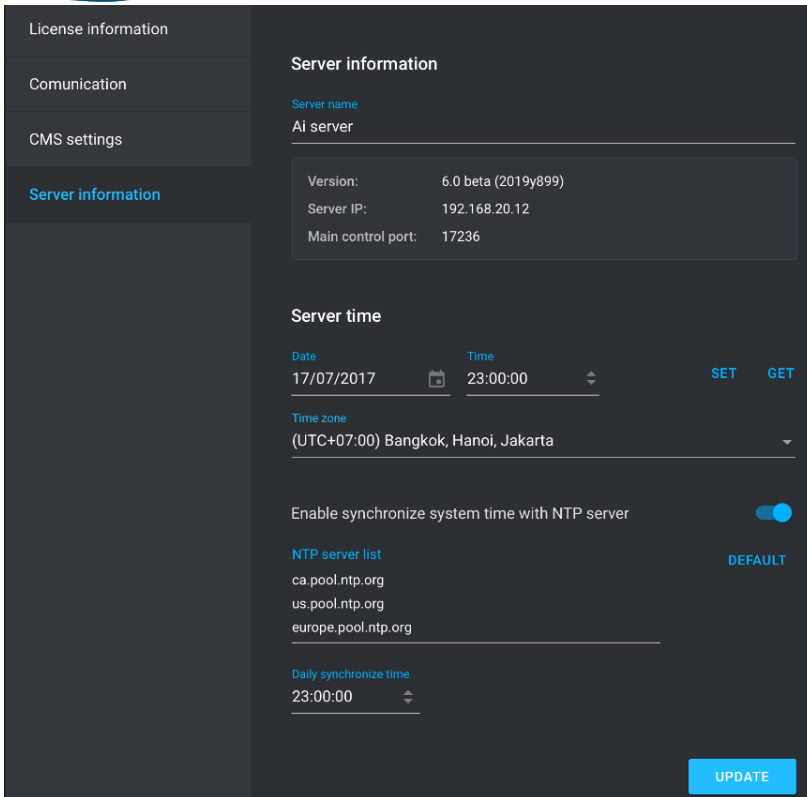 License information
Comunication
CMS settings
Server information
Server information
Server name
Ai server
Version: 6.0 beta (2019y899)
Server IP: 192.168.20.12
Main control port: 17236
Server time
Date Time
17/07/2017 23:00:00 SET GET
Time zone
(UTC+07:00) Bangkok, Hanoi, Jakarta
Enable synchronize system time with NTP server
NTP server list DEFAULT
ca.pool.ntp.org
us.pool.ntp.org
europe.pool.ntp.org
Daily synchronize time
23:00:00
UPDATE